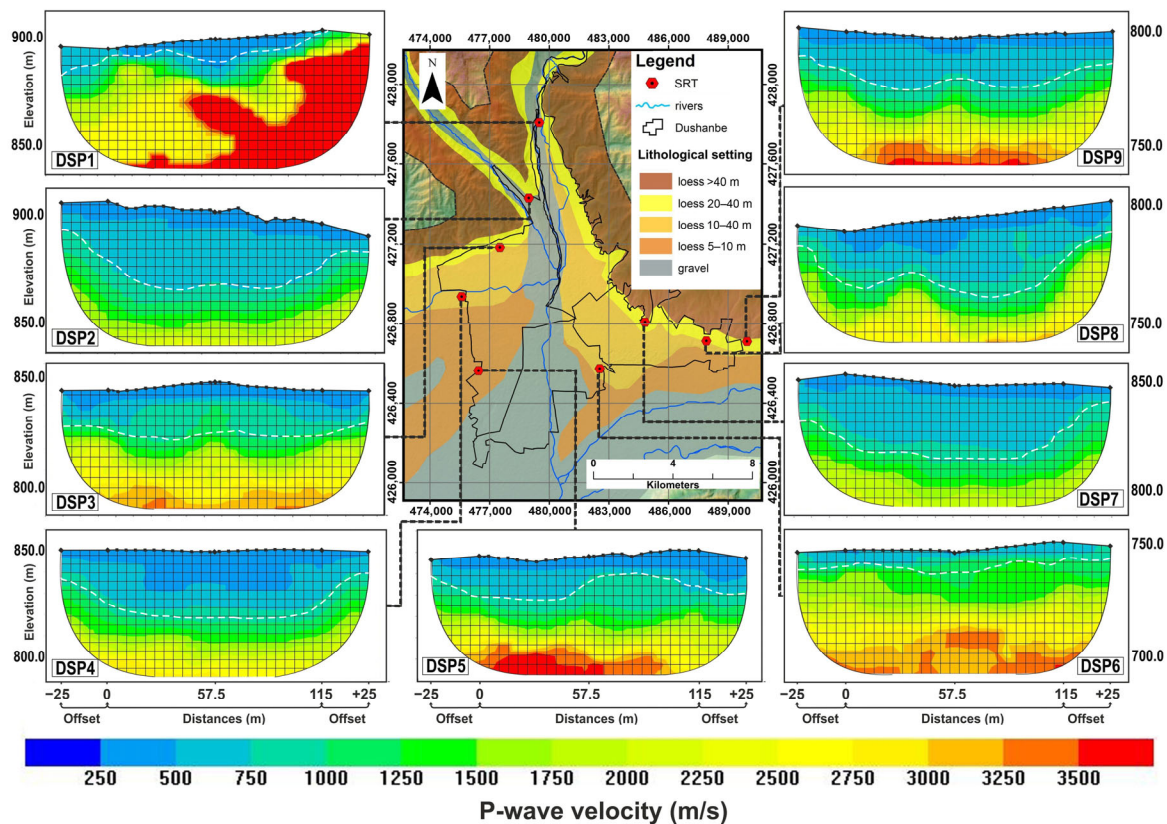 900.0
850.0
Elevation (m)
DSP1
900.0
850.0
Elevation (m)
DSP2
850.0
800.0
Elevation (m)
DSP3
850.0
800.0
Elevation (m)
DSP4
−25 0 57.5 115 +25
Offset Distances (m) Offset
474,000 477,000 480,000 483,000 486,000 489,000
N
Legend
SRT
rivers
Dushanbe
Lithological setting
loess >40 m
loess 20–40 m
loess 10–40 m
loess 5–10 m
gravel
428,000
427,600
427,200
426,800
426,400
426,000
428,000
427,600
427,200
426,800
426,400
426,000
0 4 8
Kilometers
474,000 477,000 480,000 483,000 486,000 489,000
DSP5
−25 0 57.5 115 +25
Offset Distances (m) Offset
800.0
750.0
DSP9
800.0
750.0
DSP8
850.0
800.0
DSP7
750.0
700.0
DSP6
−25 0 57.5 115 +25
Offset Distances (m) Offset
250 500 750 1000 1250 1500 1750 2000 2250 2500 2750 3000 3250 3500
P-wave velocity (m/s)